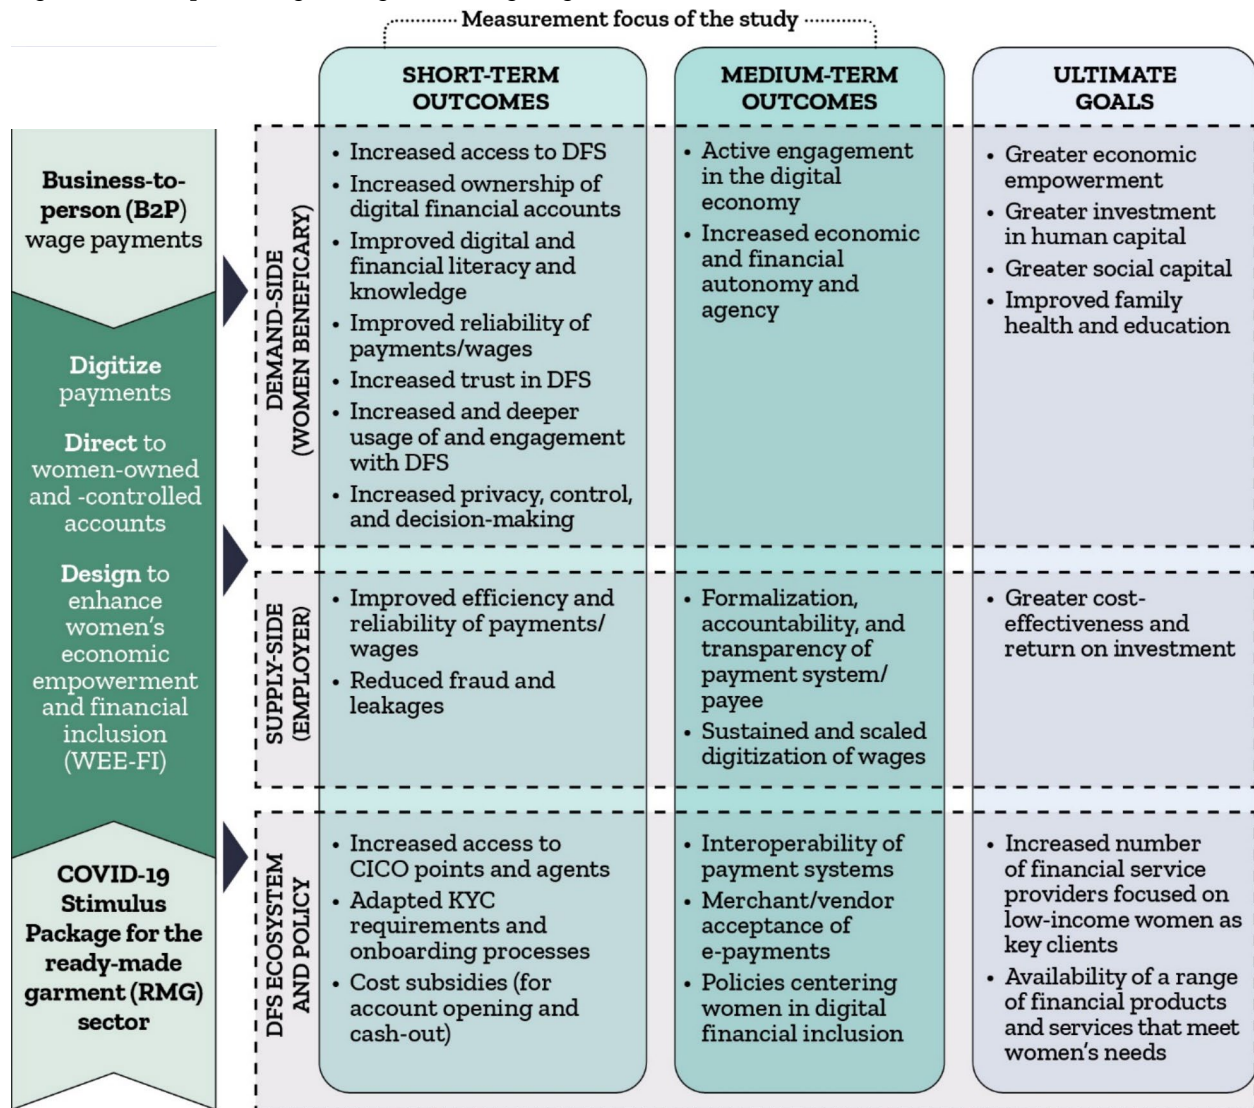 Measurement focus of the study
SHORT-TERM
OUTCOMES
MEDIUM-TERM
OUTCOMES
ULTIMATE
GOALS
Business-to-
person (B2P)
wage payments
Digitize
payments
Direct to
women-owned
and -controlled
accounts
Design to
enhance
women's
economic
empowerment
and financial
inclusion
(WEE-FI)
COVID-19
Stimulus
Package for the
ready-made
garment (RMG)
sector
DEMAND-SIDE
(WOMEN BENEFICARY)
• Increased access to DFS
• Increased ownership of
digital financial accounts
• Improved digital and
financial literacy and
knowledge
• Improved reliability of
payments/wages
• Increased trust in DFS
• Increased and deeper
usage of and engagement
with DFS
• Increased privacy, control,
and decision-making
• Active engagement
in the digital
economy
• Increased economic
and financial
autonomy and
agency
• Greater economic
empowerment
• Greater investment
in human capital
• Greater social capital
• Improved family
health and education
SUPPLY-SIDE
(EMPLOYER)
• Improved efficiency and
reliability of payments/
wages
• Reduced fraud and
leakages
• Formalization,
accountability, and
transparency of
payment system/
payee
• Sustained and scaled
digitization of wages
• Greater cost-
effectiveness and
return on investment
DFS ECOSYSTEM
AND POLICY
• Increased access to
CICO points and agents
• Adapted KYC
requirements and
onboarding processes
• Cost subsidies (for
account opening and
cash-out)
• Interoperability of
payment systems
• Merchant/vendor
acceptance of
e-payments
• Policies centering
women in digital
financial inclusion
• Increased number
of financial service
providers focused on
low-income women as
key clients
• Availability of a range
of financial products
and services that meet
women's needs